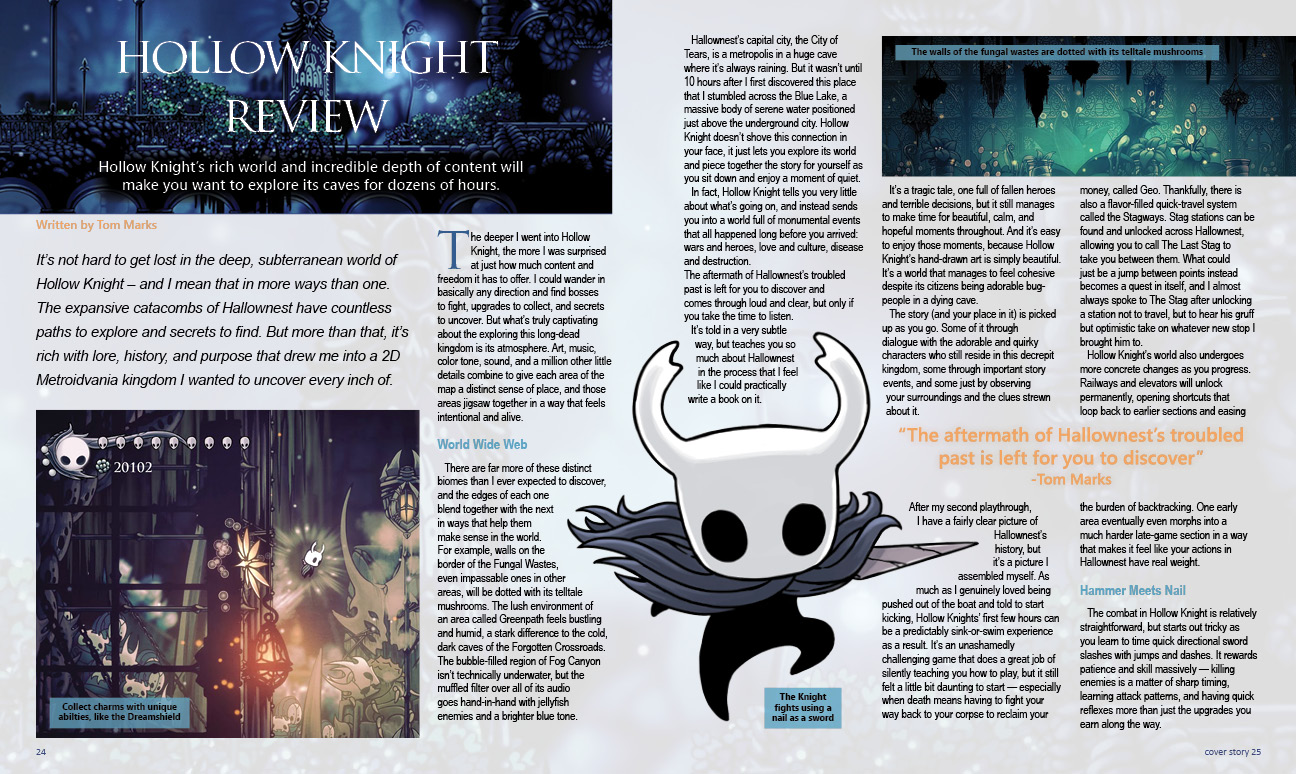 HOLLOW KNIGHT
REVIEW
Hollow Knight's rich world and incredible depth of content will
make you want to explore its caves for dozens of hours.
Written by Tom Marks
It's not hard to get lost in the deep, subterranean world of
Hollow Knight – and I mean that in more ways than one.
The expansive catacombs of Hallownest have countless
paths to explore and secrets to find. But more than that, it's
rich with lore, history, and purpose that drew me into a 2D
Metroidvania kingdom I wanted to uncover every inch of.
20102
Collect charms with unique
abilties, like the Dreamshield
24
The deeper I went into Hollow
Knight, the more I was surprised
at just how much content and
freedom it has to offer. I could wander in
basically any direction and find bosses
to fight, upgrades to collect, and secrets
to uncover. But what's truly captivating
about the exploring this long-dead
kingdom is its atmosphere. Art, music,
color tone, sound, and a million other little
details combine to give each area of the
map a distinct sense of place, and those
areas jigsaw together in a way that feels
intentional and alive.
World Wide Web
There are far more of these distinct
biomes than I ever expected to discover,
and the edges of each one
blend together with the next
in ways that help them
make sense in the world.
For example, walls on the
border of the Fungal Wastes,
even impassable ones in other
areas, will be dotted with its telltale
mushrooms. The lush environment of
an area called Greenpath feels bustling
and humid, a stark difference to the cold,
dark caves of the Forgotten Crossroads.
The bubble-filled region of Fog Canyon
isn't technically underwater, but the
muffled filter over all of its audio
goes hand-in-hand with jellyfish
enemies and a brighter blue tone.
Hallownest's capital city, the City of
Tears, is a metropolis in a huge cave
where it's always raining. But it wasn't until
10 hours after I first discovered this place
that I stumbled across the Blue Lake, a
massive body of serene water positioned
just above the underground city. Hollow
Knight doesn't shove this connection in
your face, it just lets you explore its world
and piece together the story for yourself as
you sit down and enjoy a moment of quiet.
In fact, Hollow Knight tells you very little
about what's going on, and instead sends
you into a world full of monumental events
that all happened long before you arrived:
wars and heroes, love and culture, disease
and destruction.
The aftermath of Hallownest's troubled
past is left for you to discover and
comes through loud and clear, but only if
you take the time to listen.
It's told in a very subtle
way, but teaches you so
much about Hallownest
in the process that I feel
like I could practically
write a book on it.
The Knight
fights using a
nail as a sword
The walls of the fungal wastes are dotted with its telltale mushrooms
It's a tragic tale, one full of fallen heroes
and terrible decisions, but it still manages
to make time for beautiful, calm, and
hopeful moments throughout. And it's easy
to enjoy those moments, because Hollow
Knight's hand-drawn art is simply beautiful.
It's a world that manages to feel cohesive
despite its citizens being adorable bug-
people in a dying cave.
The story (and your place in it) is picked
up as you go. Some of it through
dialogue with the adorable and quirky
characters who still reside in this decrepit
kingdom, some through important story
events, and some just by observing
your surroundings and the clues strewn
about it.
"The aftermath of Hallownest's troubled
past is left for you to discover"
-Tom Marks
After my second playthrough,
I have a fairly clear picture of
Hallownest's
history, but
it's a picture I
assembled myself. As
much as I genuinely loved being
pushed out of the boat and told to start
kicking, Hollow Knights' first few hours can
be a predictably sink-or-swim experience
as a result. It's an unashamedly
challenging game that does a great job of
silently teaching you how to play, but it still
felt a little bit daunting to start — especially
when death means having to fight your
way back to your corpse to reclaim your
money, called Geo. Thankfully, there is
also a flavor-filled quick-travel system
called the Stagways. Stag stations can be
found and unlocked across Hallownest,
allowing you to call The Last Stag to
take you between them. What could
just be a jump between points instead
becomes a quest in itself, and I almost
always spoke to The Stag after unlocking
a station not to travel, but to hear his gruff
but optimistic take on whatever new stop I
brought him to.
Hollow Knight's world also undergoes
more concrete changes as you progress.
Railways and elevators will unlock
permanently, opening shortcuts that
loop back to earlier sections and easing
the burden of backtracking. One early
area eventually even morphs into a
much harder late-game section in a way
that makes it feel like your actions in
Hallownest have real weight.
Hammer Meets Nail
The combat in Hollow Knight is relatively
straightforward, but starts out tricky as
you learn to time quick directional sword
slashes with jumps and dashes. It rewards
patience and skill massively — killing
enemies is a matter of sharp timing,
learning attack patterns, and having quick
reflexes more than just the upgrades you
earn along the way.
cover story 25